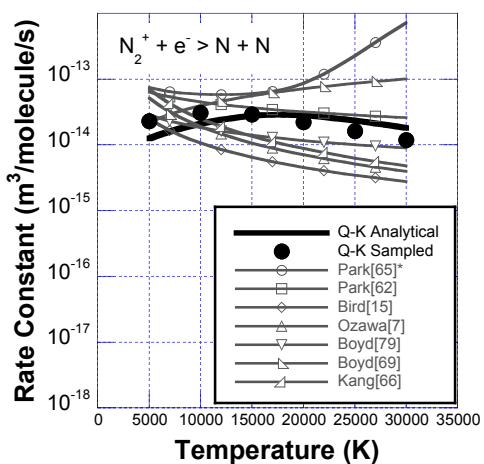 N₂⁺ + e⁻ > N + N
Rate Constant (m³/molecule/s)
10⁻¹³
10⁻¹⁴
10⁻¹⁵
10⁻¹⁶
10⁻¹⁷
10⁻¹⁸
Q-K Analytical
Q-K Sampled
Park[65]*
Park[62]
Bird[15]
Ozawa[7]
Boyd[79]
Boyd[69]
Kang[66]
0 5000 10000 15000 20000 25000 30000 35000
Temperature (K)